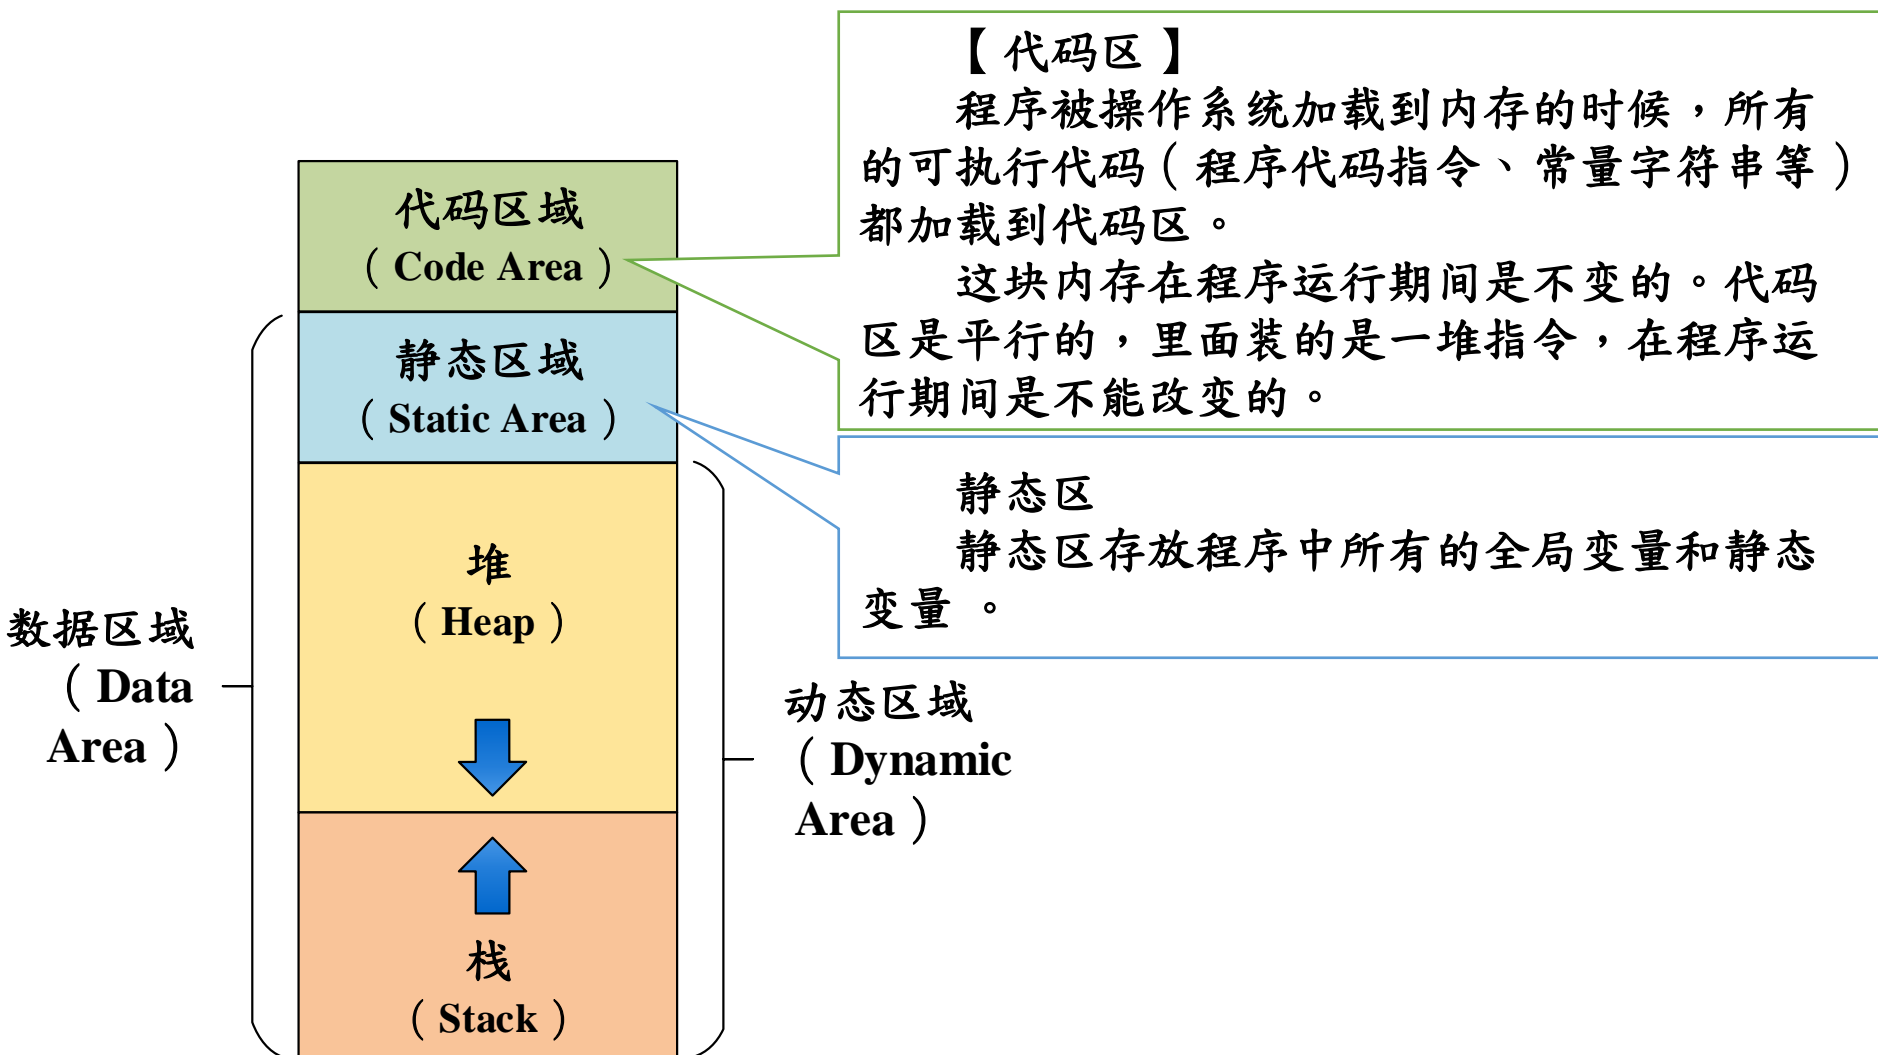 代码区域
（Code Area）
静态区域
（Static Area）
堆
（Heap）
栈
（Stack）
数据区域
（Data
Area）
动态区域
（Dynamic
Area）
【代码区】
程序被操作系统加载到内存的时候，所有
的可执行代码（程序代码指令、常量字符串等）
都加载到代码区。
这块内存在程序运行期间是不变的。代码
区是平行的，里面装的是一堆指令，在程序运
行期间是不能改变的。
静态区
静态区存放程序中所有的全局变量和静态
变量 。